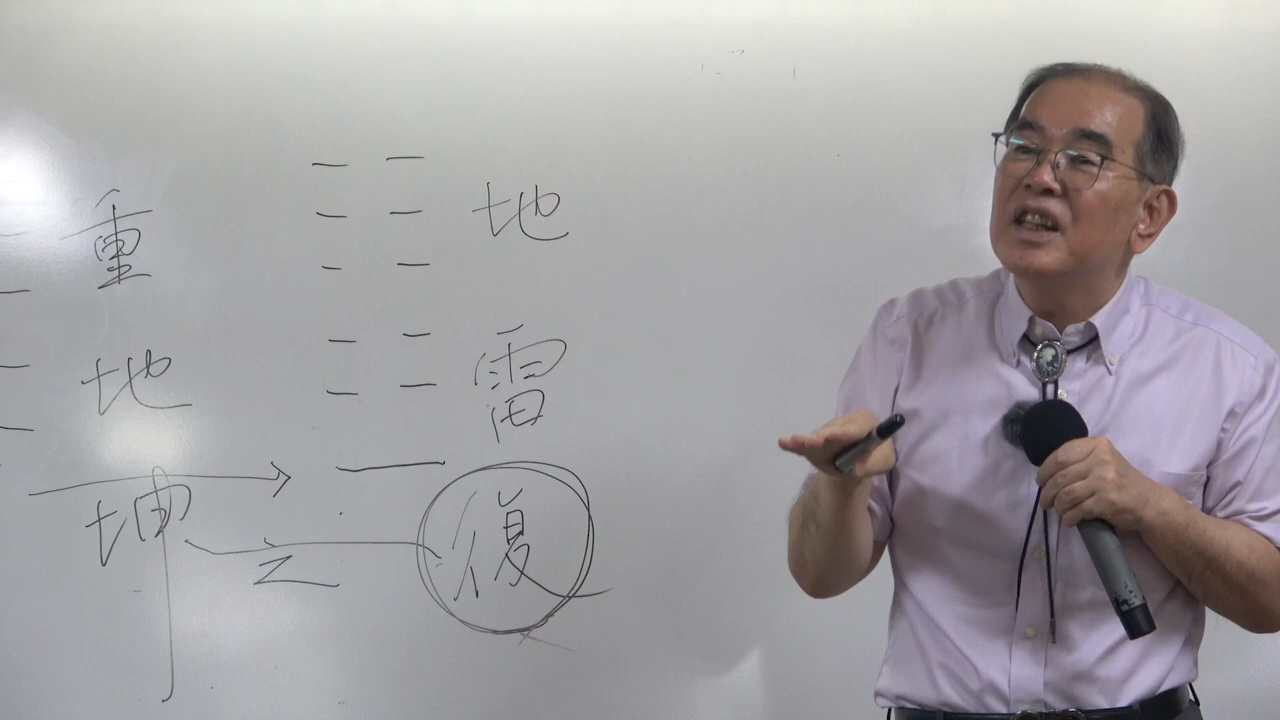 重 地
地 雷
坤 之 復